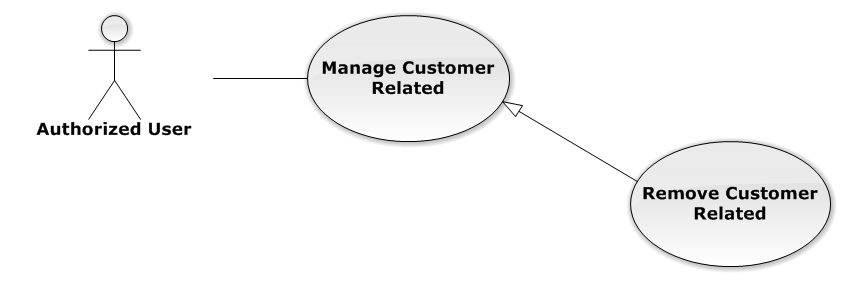 Manage Customer
Related
Authorized User
Remove Customer
Related